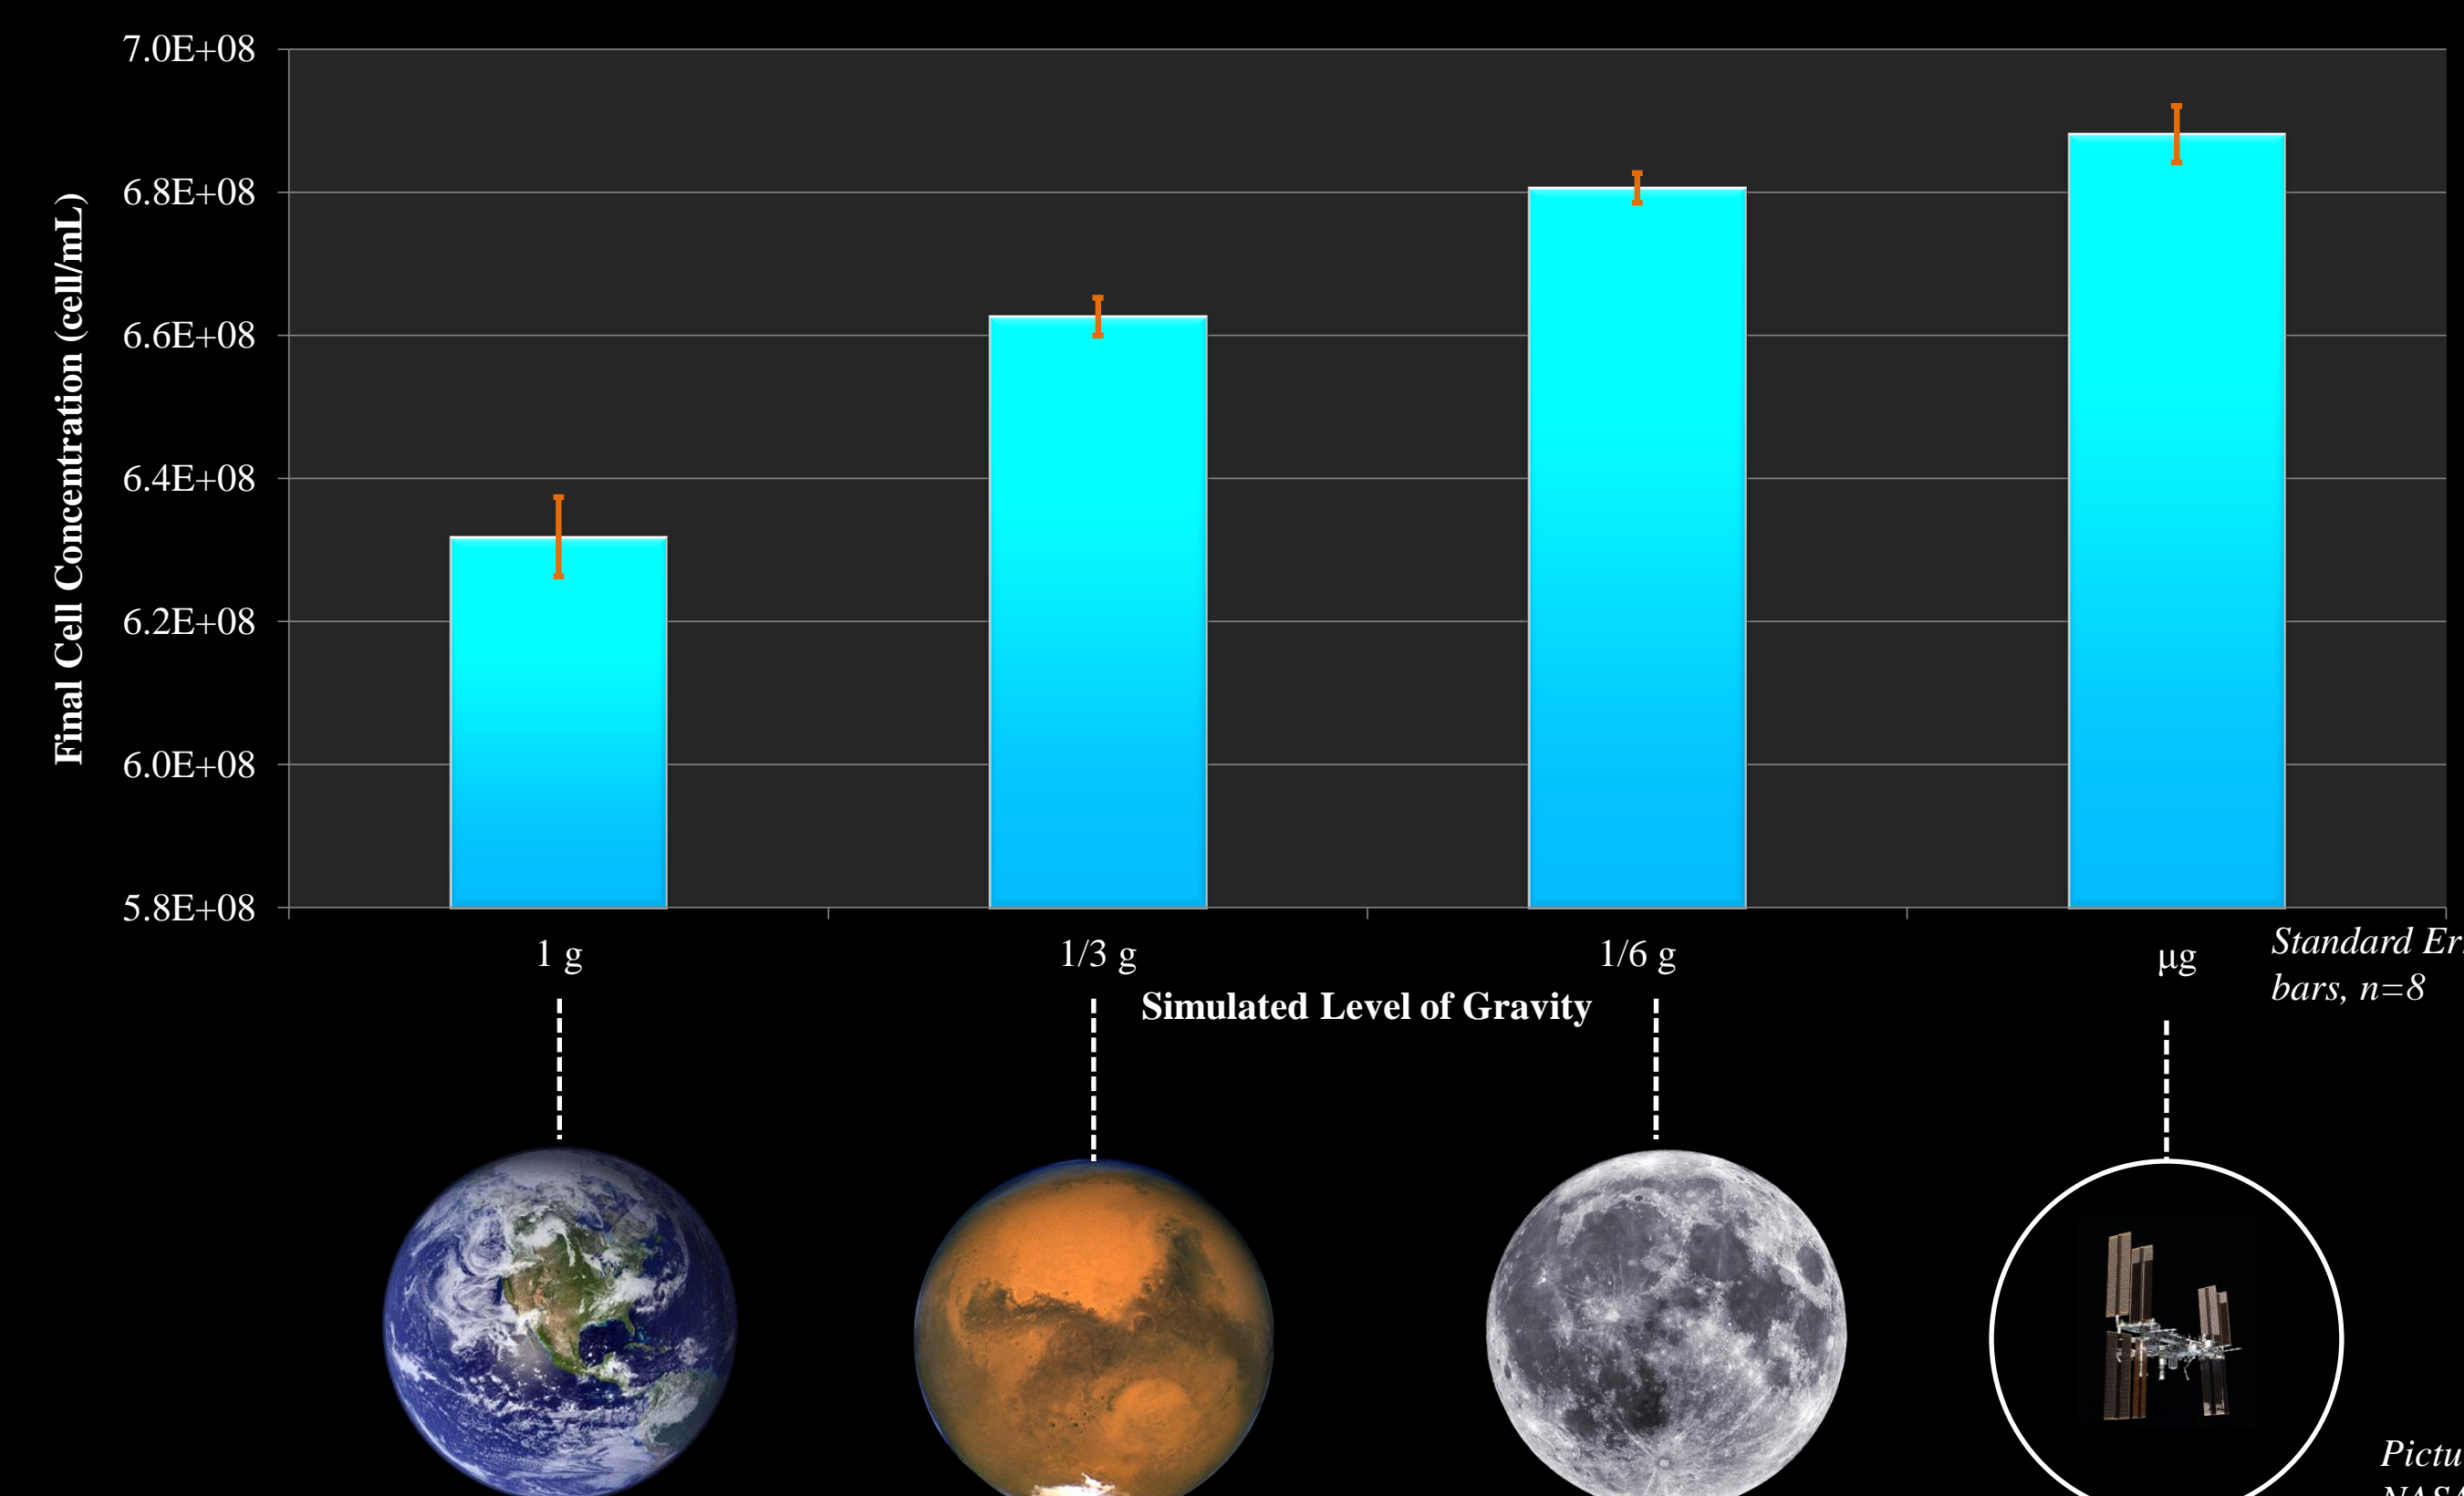 7.0E+08
6.8E+08
6.6E+08
6.4E+08
6.2E+08
6.0E+08
5.8E+08
Final Cell Concentration (cell/mL)
1 g
1/3 g
1/6 g
μg
Simulated Level of Gravity
Standard
bars, n=8